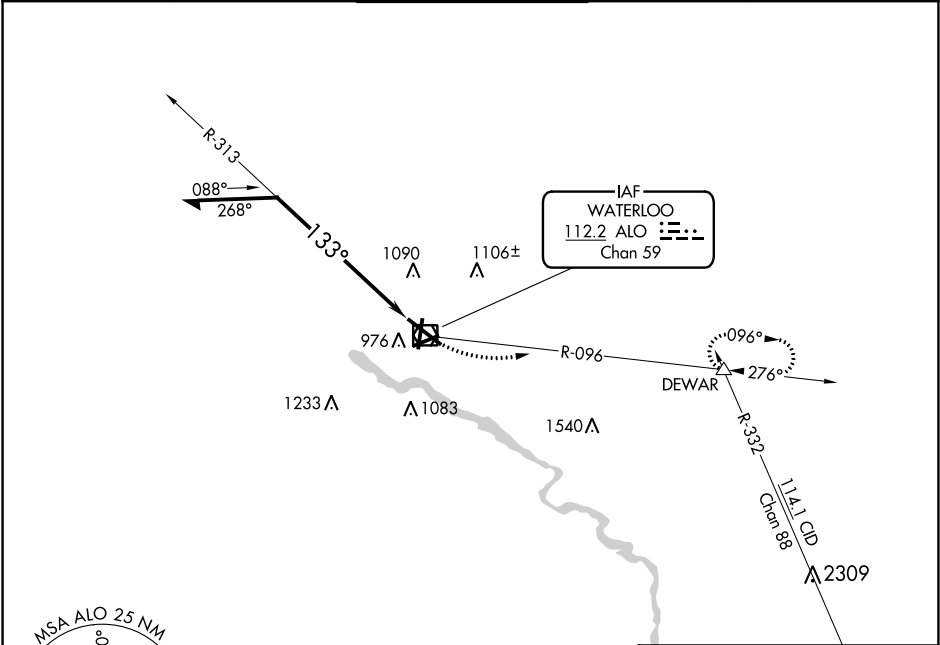 R-313
088°
268°
133°
IAF
WATERLOO
112.2 ALO
Chan 59
1090
1106±
976
R-096
096°
276°
DEWAR
1233
1083
1540
R-332
114.1 CID
Chan 88
2309
MSA ALO 25 NM